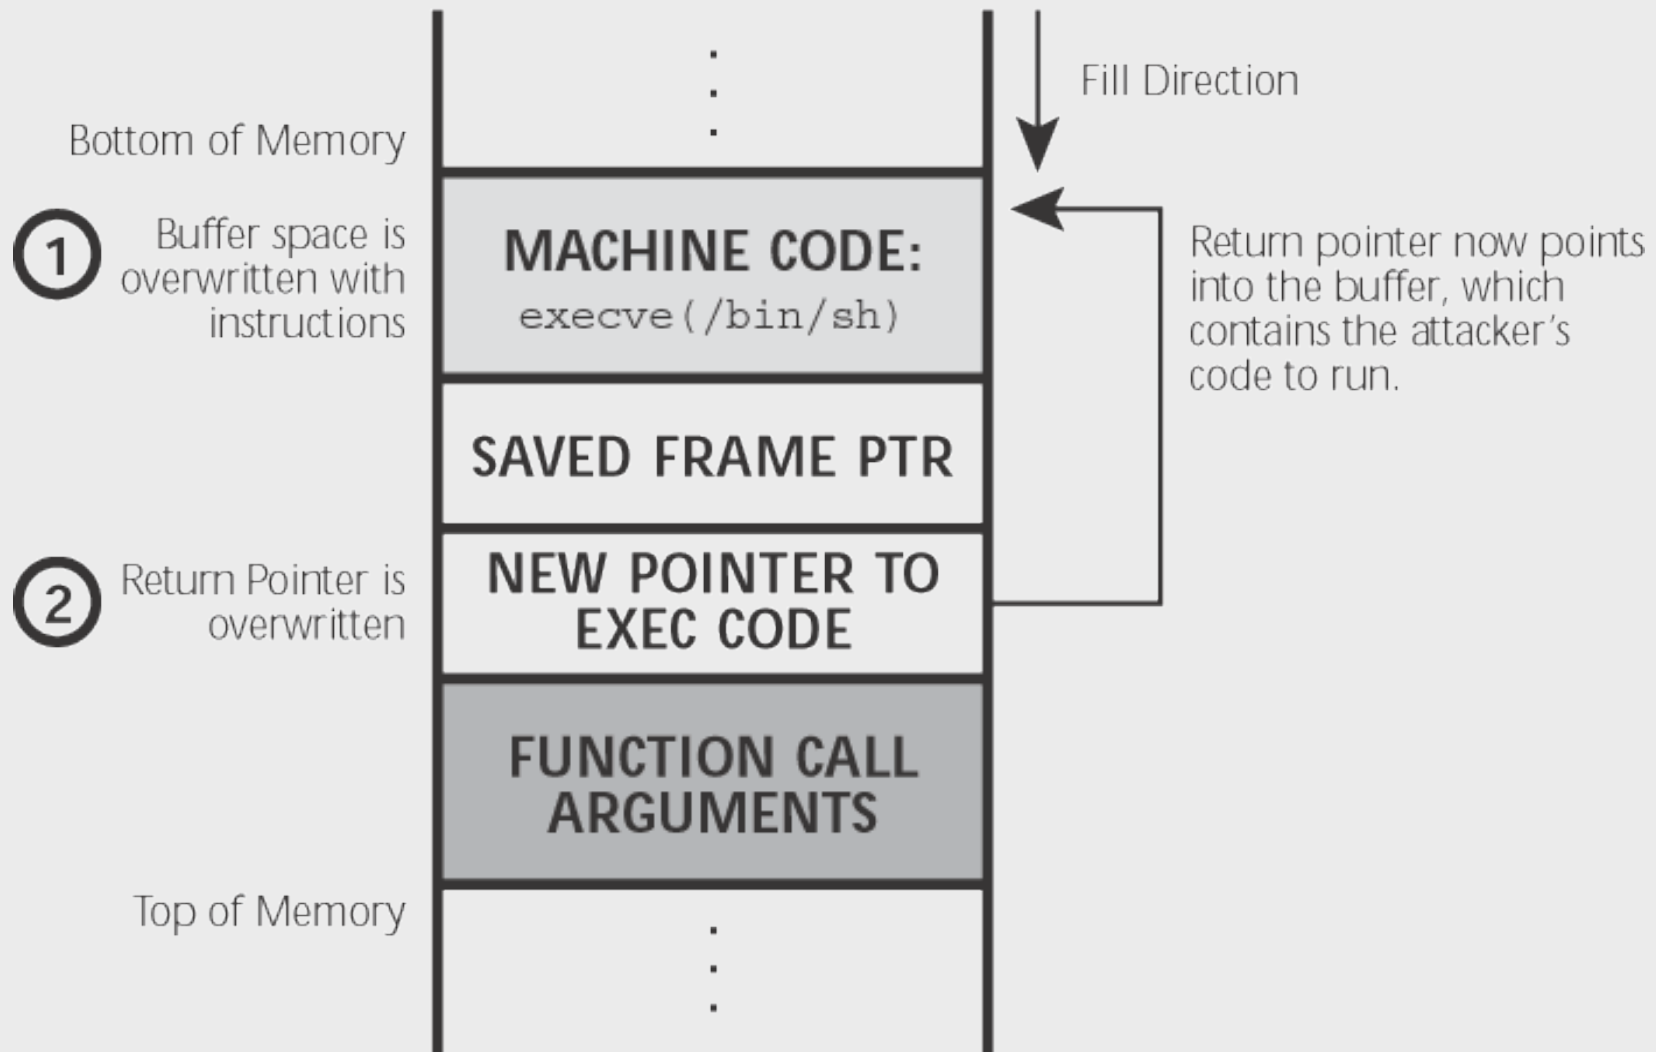 Fill Direction
Bottom of Memory
1
Buffer space is
overwritten with
instructions
MACHINE CODE:
execve(/bin/sh)
Return pointer now points
into the buffer, which
contains the attacker's
code to run.
SAVED FRAME PTR
2
Return Pointer is
overwritten
NEW POINTER TO
EXEC CODE
FUNCTION CALL
ARGUMENTS
Top of Memory